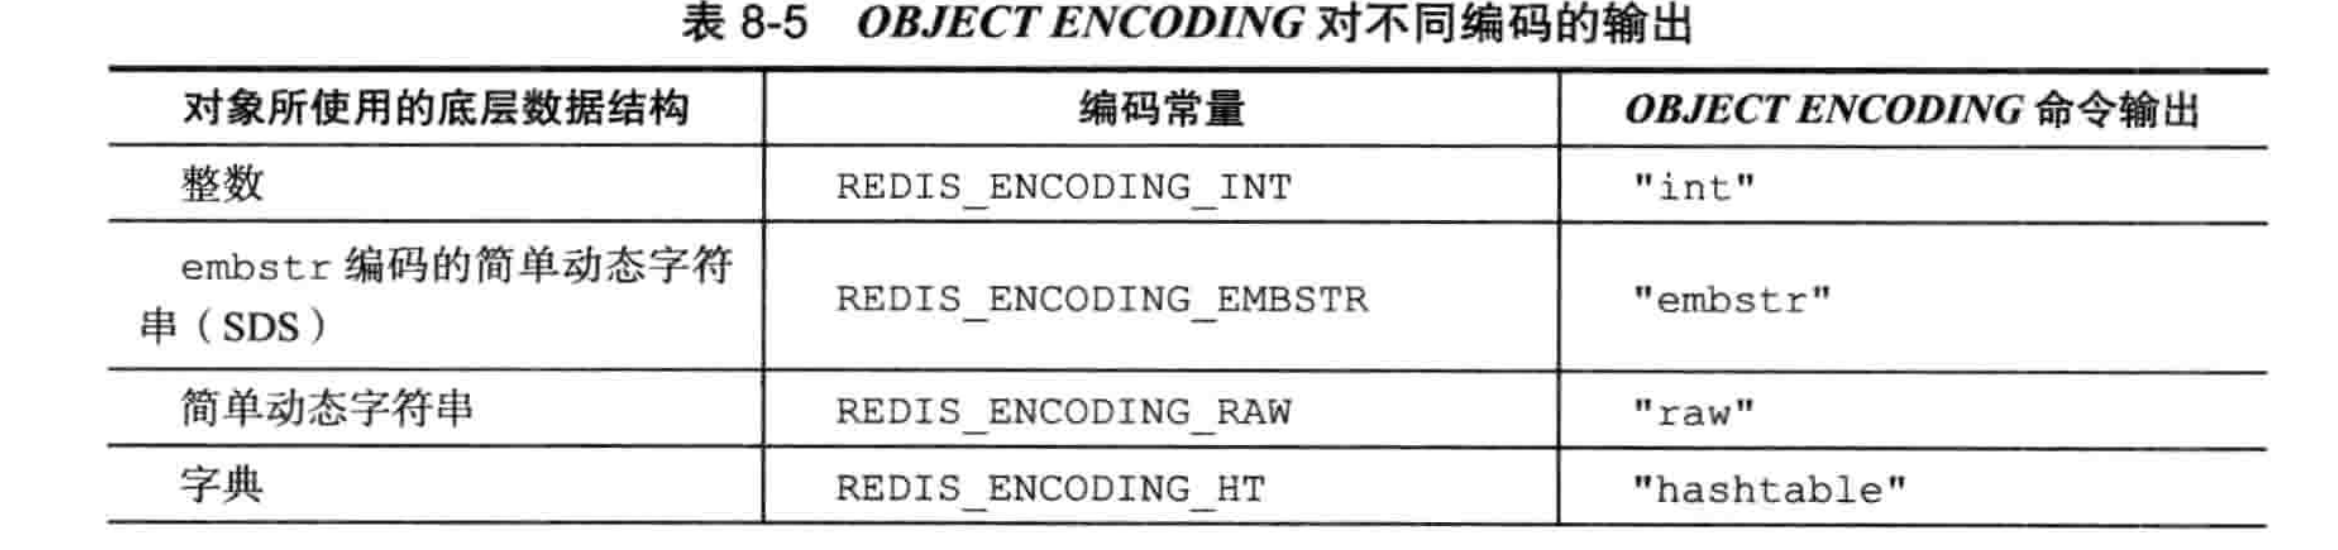 表 8-5 OBJECT ENCODING 对不同编码的输出
对象所使用的底层数据结构 编码常量 OBJECT ENCODING 命令输出
整数 REDIS_ENCODING_INT "int"
embstr 编码的简单动态字符
串（SDS） REDIS_ENCODING_EMBSTR "embstr"
简单动态字符串 REDIS_ENCODING_RAW "raw"
字典 REDIS_ENCODING_HT "hashtable"